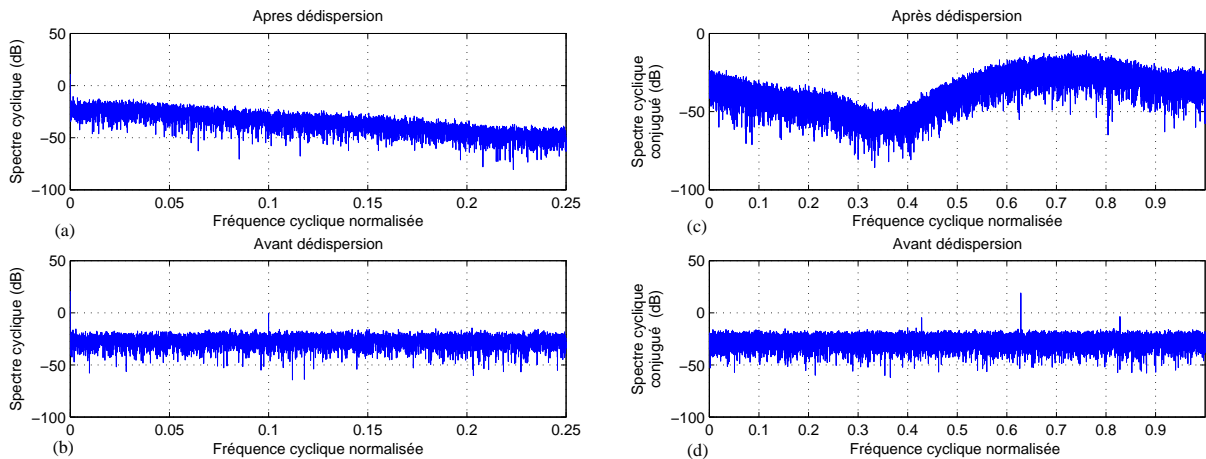 Apres dédispersion
Spectre cyclique (dB)
50
0
−50
−100
0
0.05
0.1
0.15
0.2
0.25
Fréquence cyclique normalisée
(a)
Avant dédispersion
Spectre cyclique (dB)
50
0
−50
−100
0
0.05
0.1
0.15
0.2
0.25
Fréquence cyclique normalisée
(b)
Après dédispersion
Spectre cyclique
conjugué (dB)
0
−50
−100
0
0.1
0.2
0.3
0.4
0.5
0.6
0.7
0.8
0.9
Fréquence cyclique normalisée
(c)
Avant dédispersion
Spectre cyclique
conjugué (dB)
50
0
−50
−100
0
0.1
0.2
0.3
0.4
0.5
0.6
0.7
0.8
0.9
Fréquence cyclique normalisée
(d)